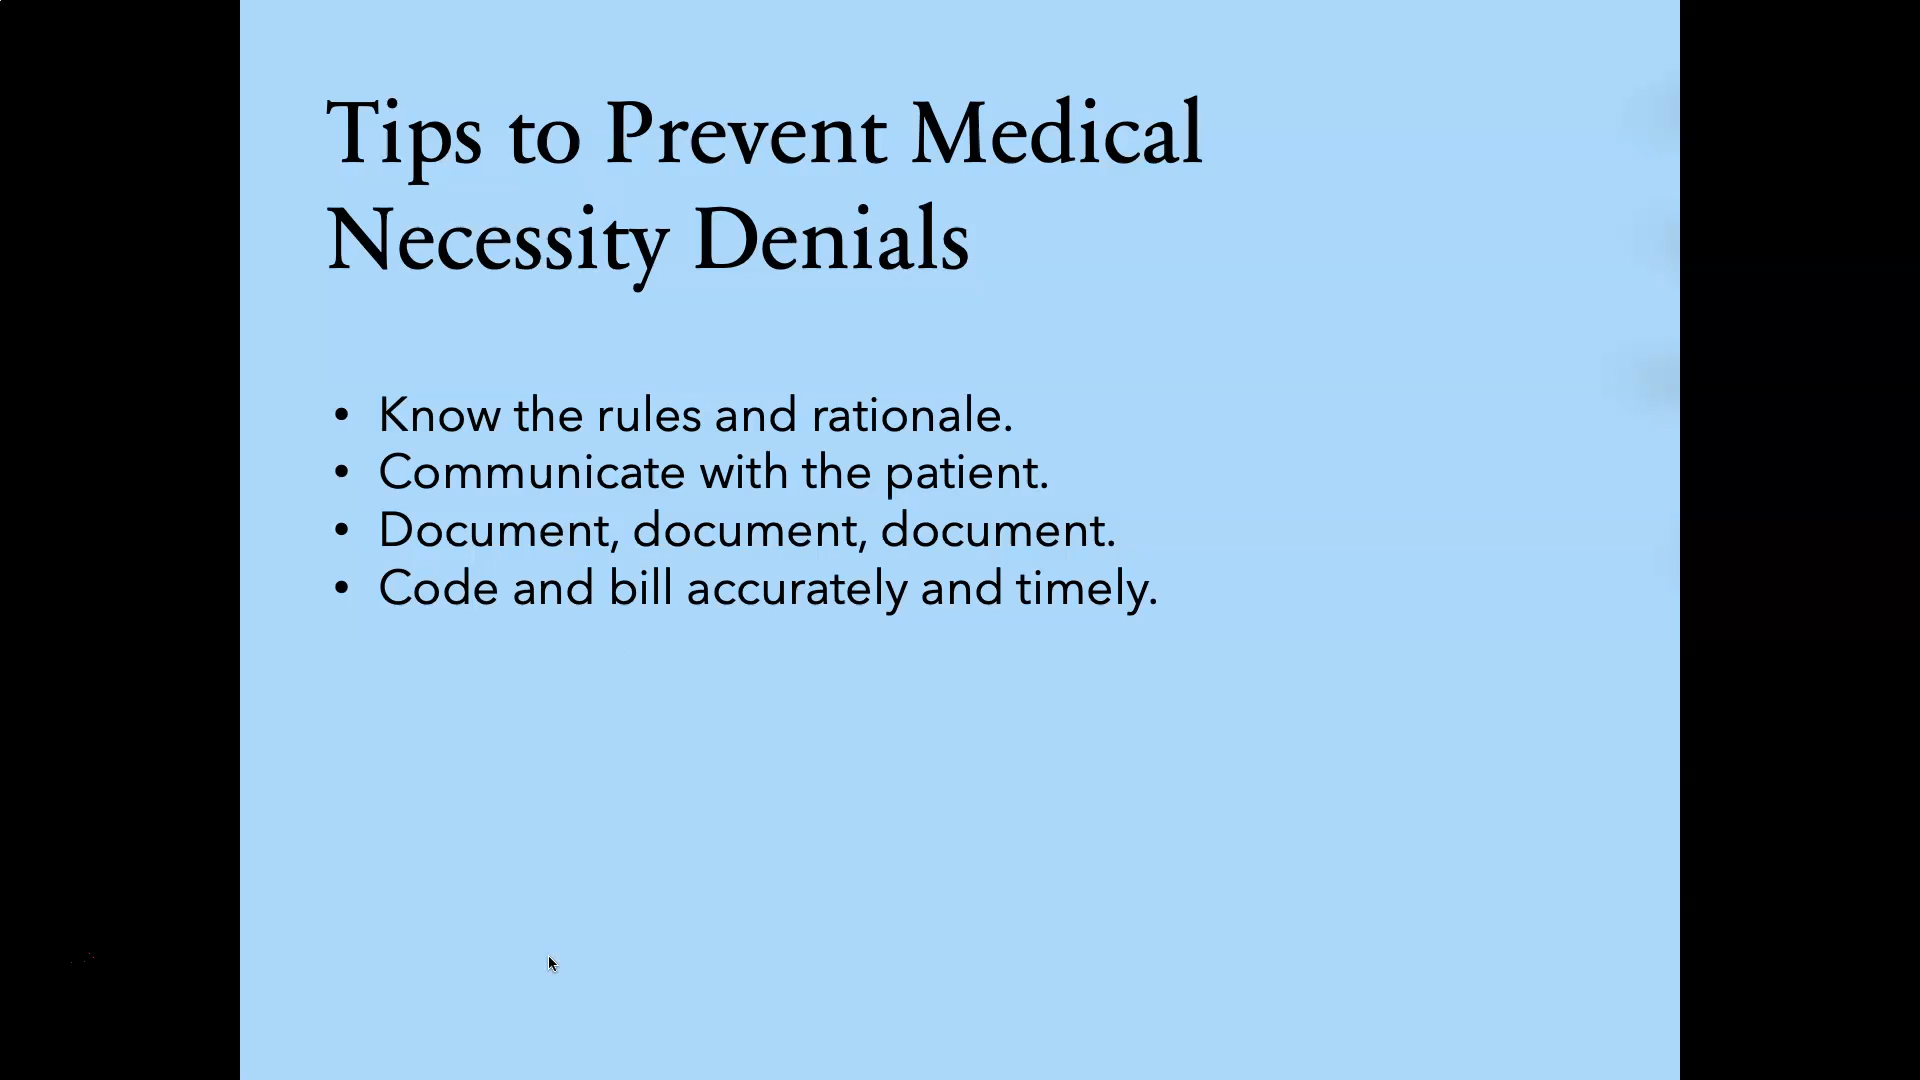 Tips to Prevent Medical
Necessity Denials
• Know the rules and rationale.
• Communicate with the patient.
• Document, document, document.
• Code and bill accurately and timely.